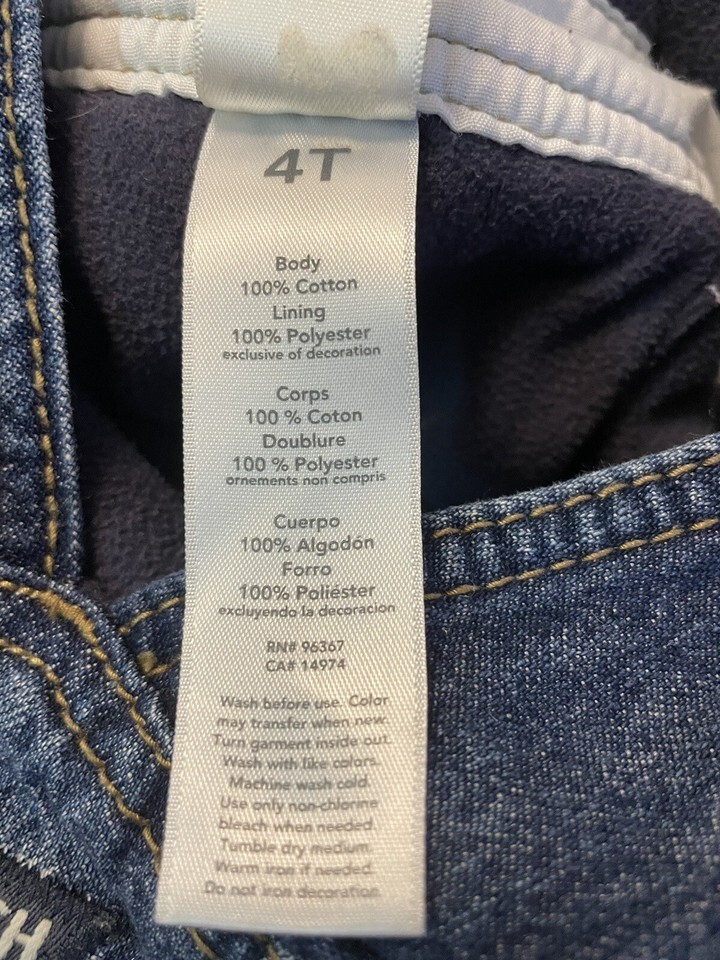 4T
Body
100% Cotton
Lining
100% Polyester
exclusive of decoration
Corps
100 % Coton
Doublure
100 % Polyester
ornements non compris
Cuerpo
100% Algodón
Forro
100% Poliéster
excluyendo la decoración
RN# 96367
CA# 14974
Wash before use. Color
may transfer when new.
Turn garment inside out.
Wash with like colors.
Machine wash cold.
Use only non-chlorine
bleach when needed.
Tumble dry medium.
Warm iron if needed.
Do not iron decoration.
H